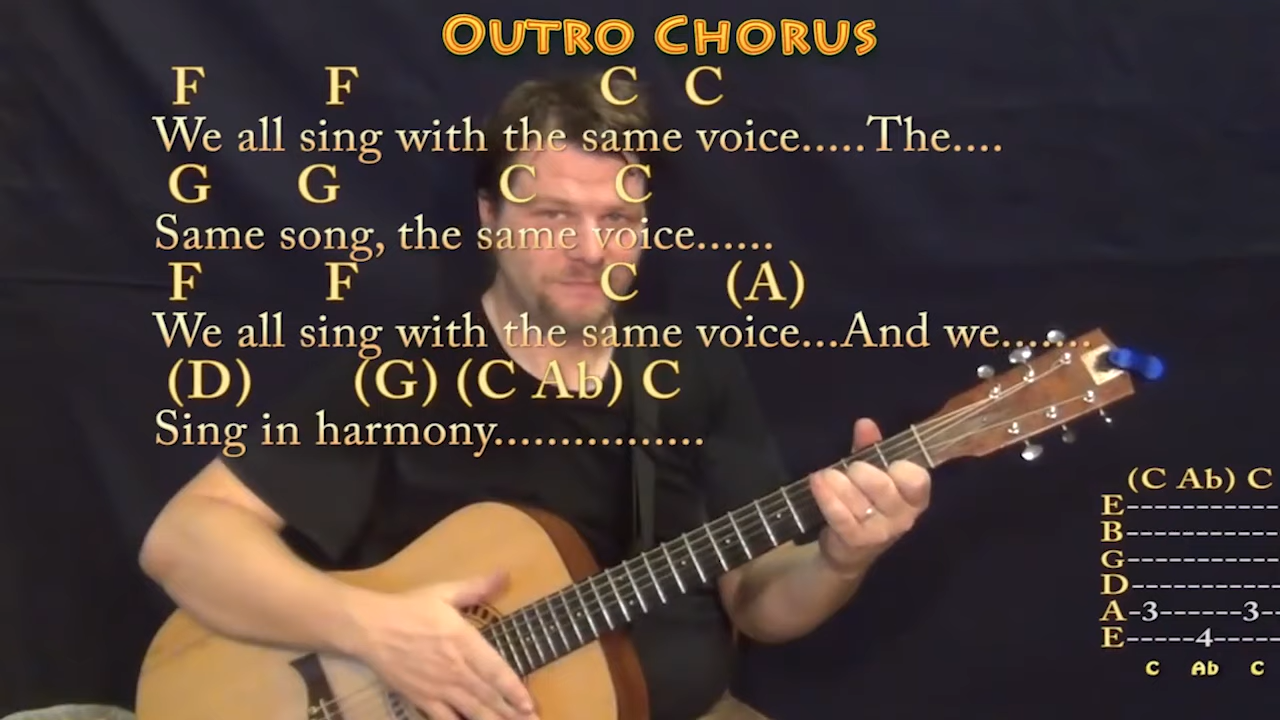 Outro Chorus
F F C C
We all sing with the same voice.....The....
G G C C
Same song, the same voice......
F F C (A)
We all sing with the same voice...And we.......
(D) (G) (C Ab) C
Sing in harmony................
(C Ab) C
E-----------
B-----------
G-----------
D-----------
A-3------3--
E-----4-----
C Ab C